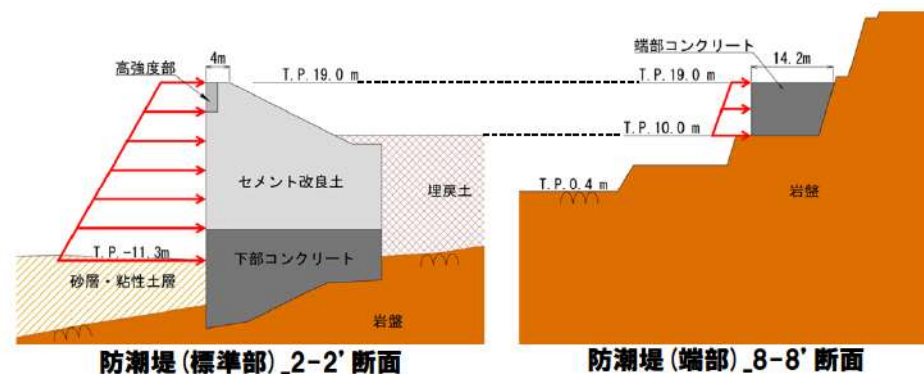 4m
高強度部
T.P.19.0 m
セメント改良土
埋戻土
T.P.-11.3m
下部コンクリート
砂層・粘性土層
岩盤
防潮堤(標準部)_2-2'断面
端部コンクリート
14.2m
T.P.19.0 m
T.P.10.0 m
T.P.0.4 m
岩盤
防潮堤(端部)_8-8'断面